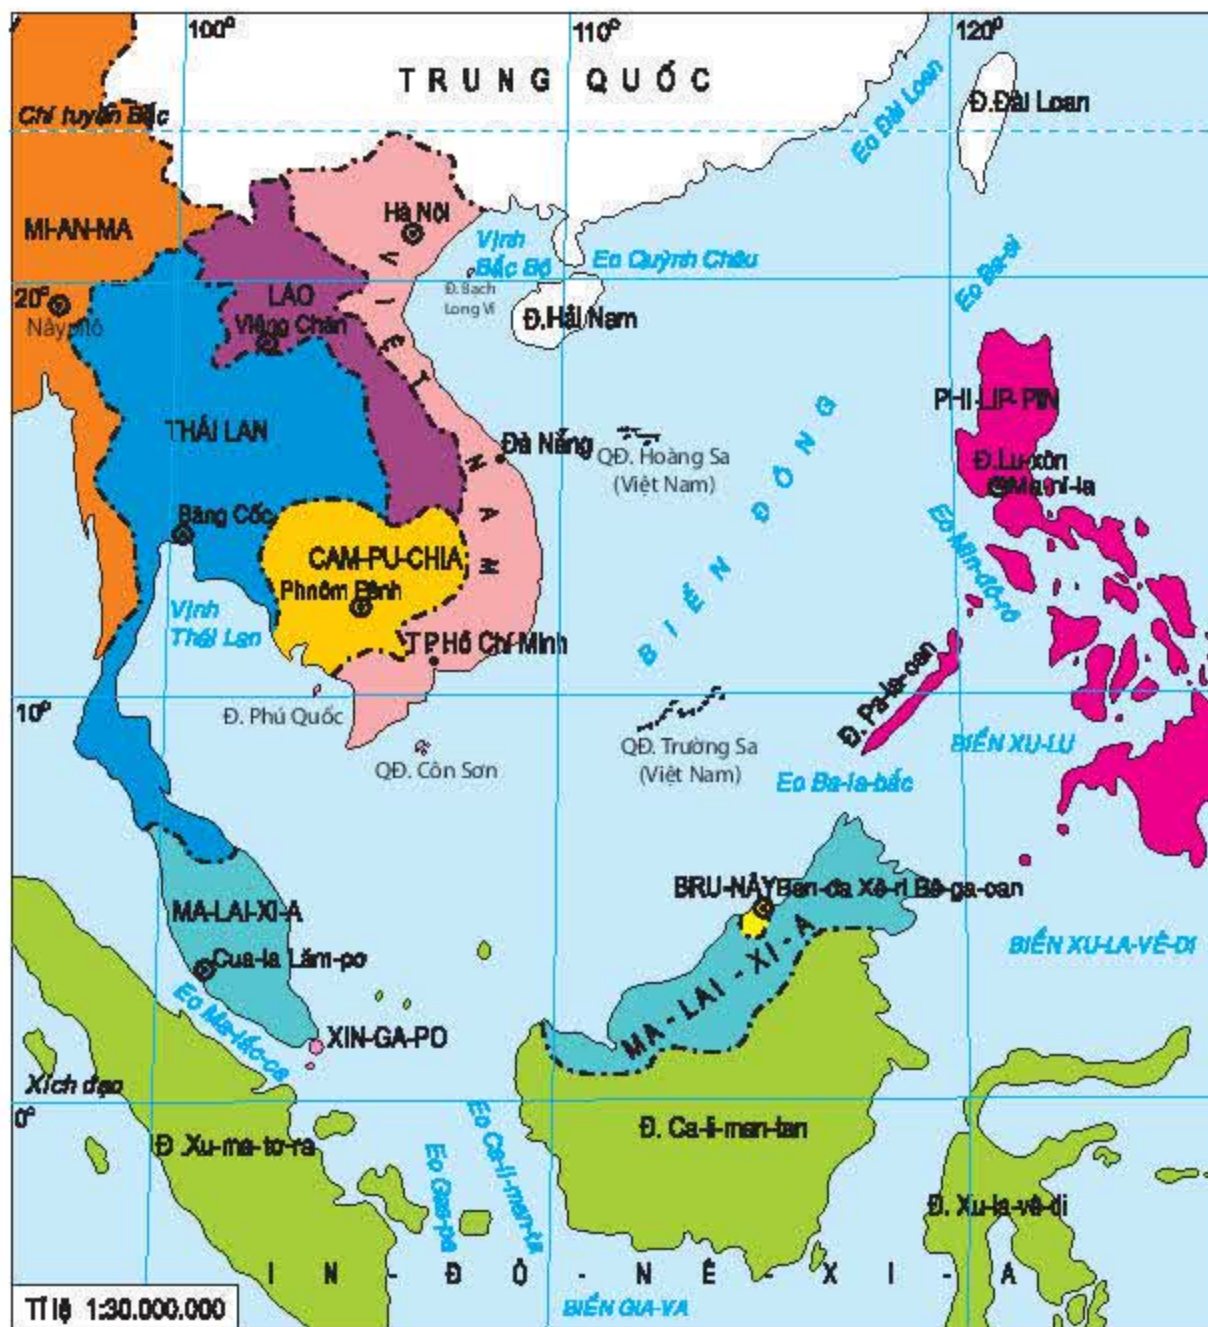 100⁰
110⁰
120⁰
TRUNG QUỐC
Đ.Đài Loan
Eo Đài Loan
Chí tuyến Bắc
MI-AN-MA
Hà Nội
Vịnh
Bắc Bộ
Eo Quỳnh Châu
Eo Ba-si
20⁰
LÀO
Viêng Chăn
Đ. Bạch
Long Vĩ
Đ.Hải Nam
VIỆT NAM
PHI-LIP-PIN
THÁI LAN
Đà Nẵng
QĐ. Hoàng Sa
(Việt Nam)
BIỂN ĐÔNG
Đ.Lu-xôn
Ma-ni-la
Băng Cốc
CAM-PU-CHIA
Phnôm Pênh
Eo Min-đô-rô
Vịnh
Thái Lan
TP Hồ Chí Minh
10⁰
Đ. Phú Quốc
QĐ. Côn Sơn
QĐ. Trường Sa
(Việt Nam)
Đ. Pa-la-oan
BIỂN XU-LU
Eo Ba-la-bắc
MA-LAI-XI-A
BRU-NÂY
Ban-đa Xê-ri Bê-ga-oan
MA - LAI - XI - A
BIỂN XU-LA-VÊ-DI
Cua-la Lăm-pơ
Eo Ma-lắc-ca
XIN-GA-PO
Xích đạo
0⁰
Đ .Xu-ma-tơ-ra
Eo Ca-li-man-ta
Đ. Ca-li-man-tan
Eo Gas-pa
Đ. Xu-la-vê-di
IN-ĐÔ-NÊ-XI-A
Tỉ lệ 1:30.000.000
BIỂN GIA-VA